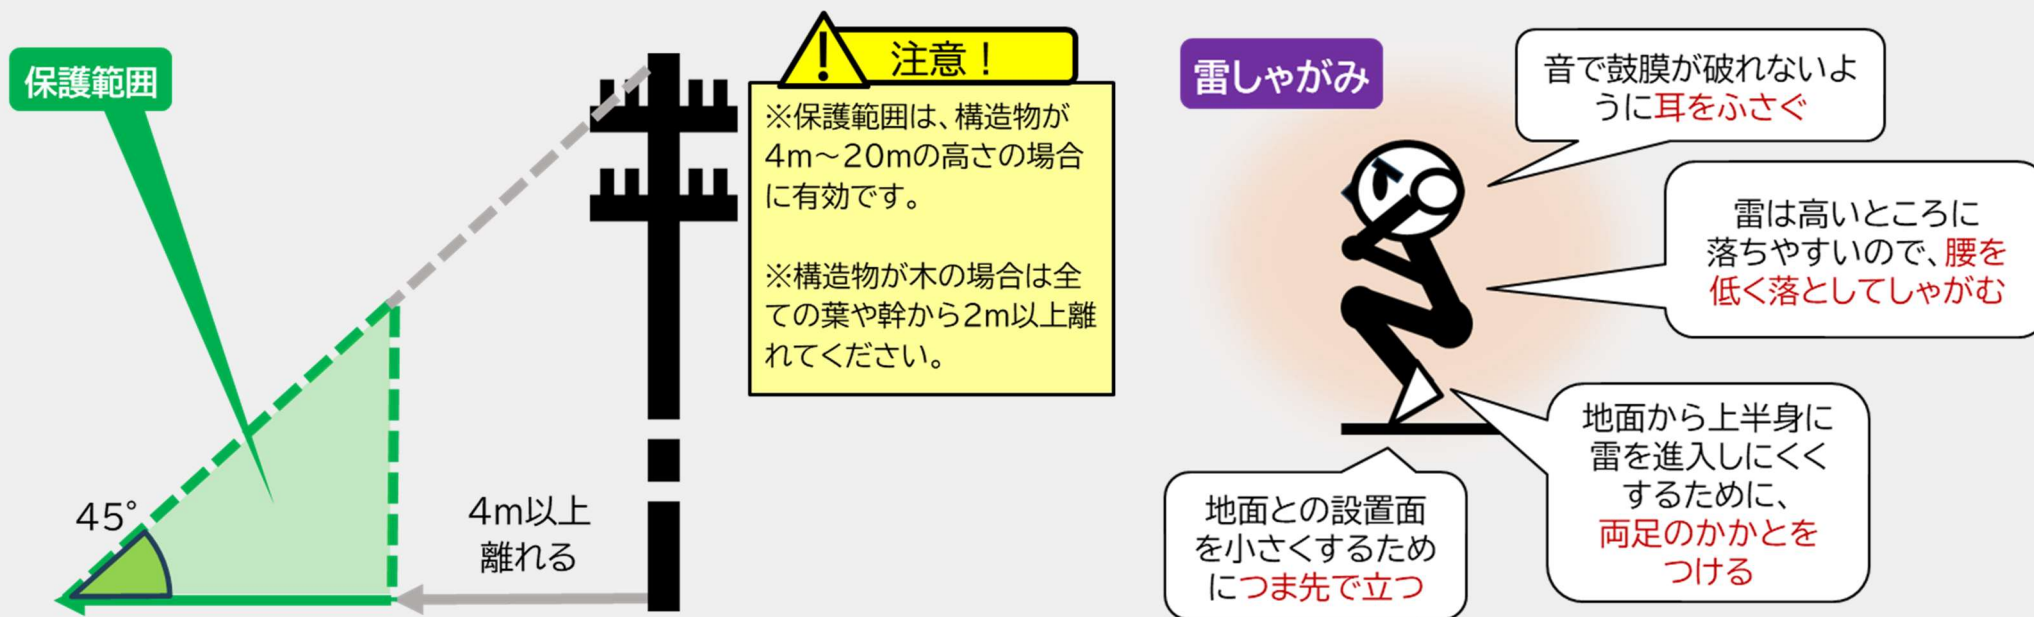 保護範囲
45°
4m以上
離れる
注意！
※保護範囲は、構造物が
4m～20mの高さの場合
に有効です。
※構造物が木の場合は全
ての葉や幹から2m以上離
れてください。
雷しゃがみ
音で鼓膜が破れないよ
うに耳をふさぐ
雷は高いところに
落ちやすいので、腰を
低く落としてしゃがむ
地面から上半身に
雷を進入しにくく
するために、
両足のかかとを
つける
地面との設置面
を小さくするため
につま先で立つ